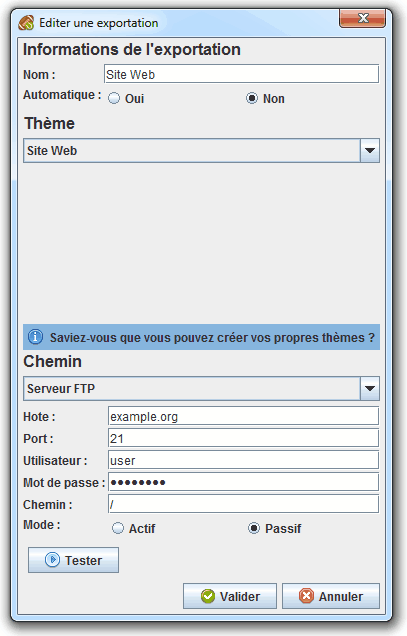 Editer une exportation
Informations de l'exportation
Nom : Site Web
Automatique : Oui Non
Thème
Site Web
Saviez-vous que vous pouvez créer vos propres thèmes ?
Chemin
Serveur FTP
Hote : example.org
Port : 21
Utilisateur : user
Mot de passe : ●●●●●●●●
Chemin : /
Mode : Actif Passif
Tester
Valider Annuler